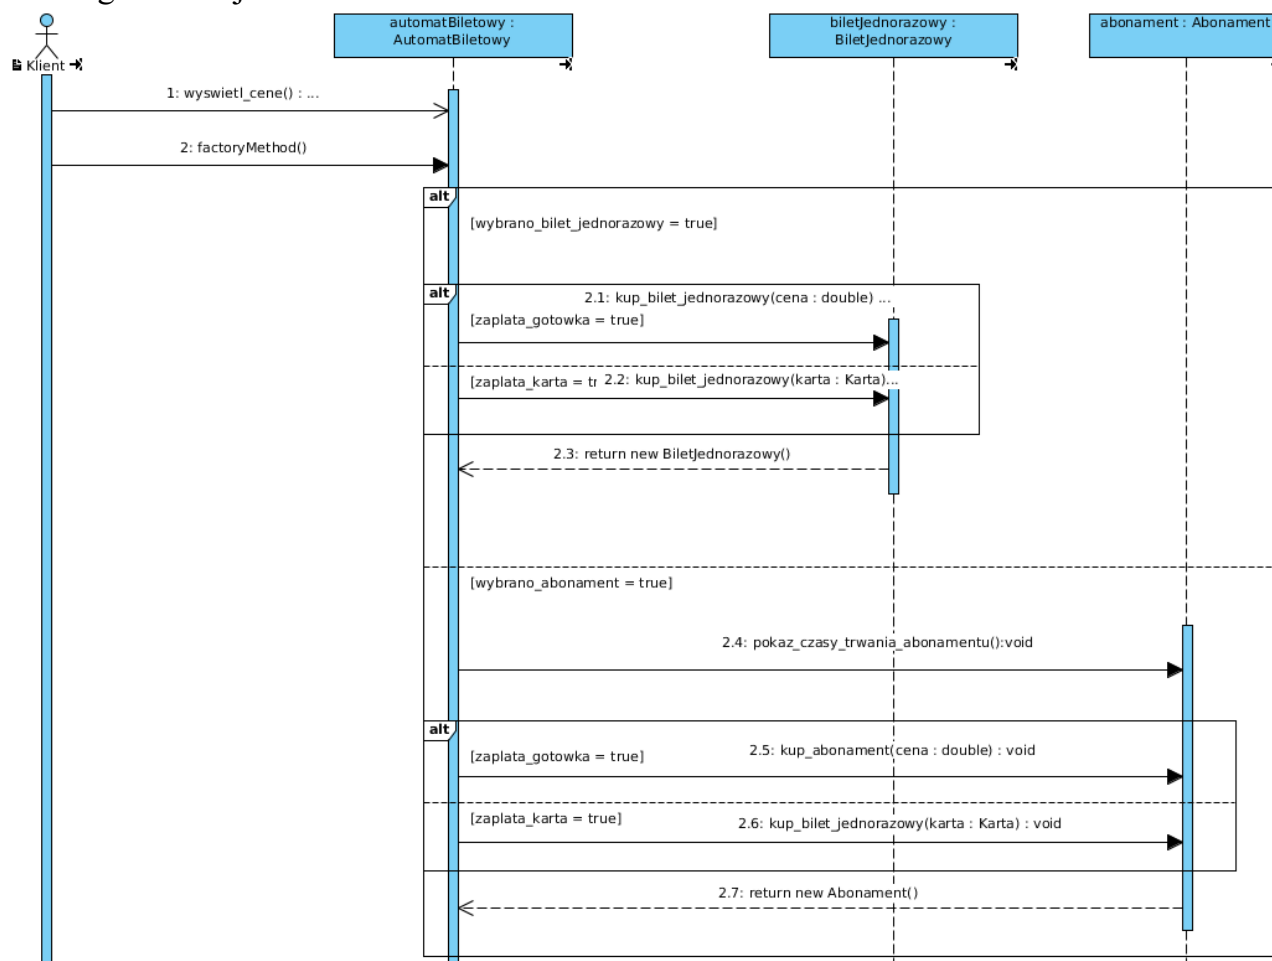 automatBiletowy :
AutomatBiletowy
biletJednorazowy :
BiletJednorazowy
abonament : Abonament
Klient
1: wyswietl_cene() : ...
2: factoryMethod()
alt
[wybrano_bilet_jednorazowy = true]
alt
2.1: kup_bilet_jednorazowy(cena : double) ...
[zaplata_gotowka = true]
[zaplata_karta = tr
2.2: kup_bilet_jednorazowy(karta : Karta)...
2.3: return new BiletJednorazowy()
[wybrano_abonament = true]
2.4: pokaz_czasy_trwania_abonamentu():void
alt
[zaplata_gotowka = true]
2.5: kup_abonament(cena : double) : void
[zaplata_karta = true]
2.6: kup_bilet_jednorazowy(karta : Karta) : void
2.7: return new Abonament()